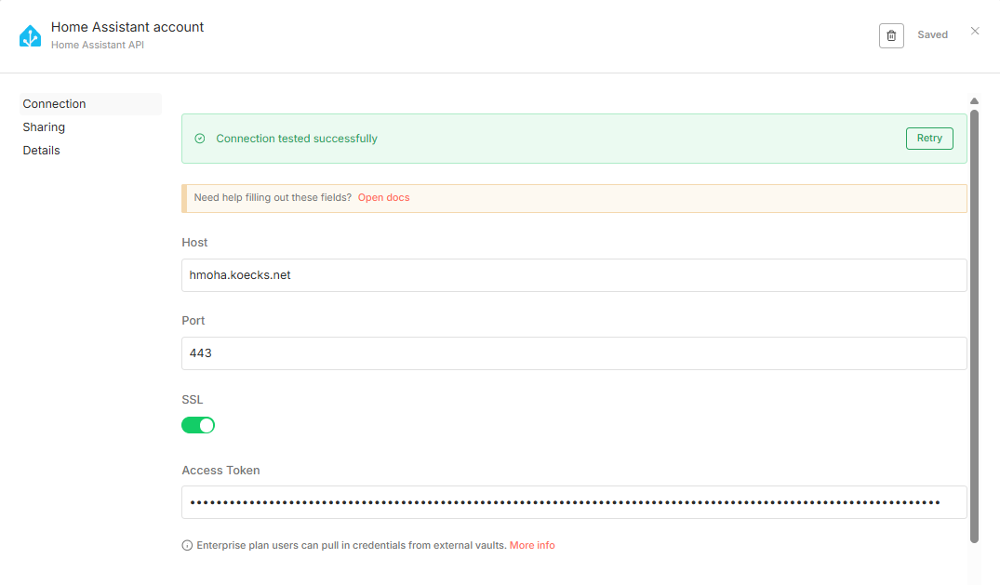 Home Assistant account
Home Assistant API
Saved
Connection
Sharing
Details
Connection tested successfully
Retry
Need help filling out these fields? Open docs
Host
hmoha.koecks.net
Port
443
SSL
Access Token
Enterprise plan users can pull in credentials from external vaults. More info